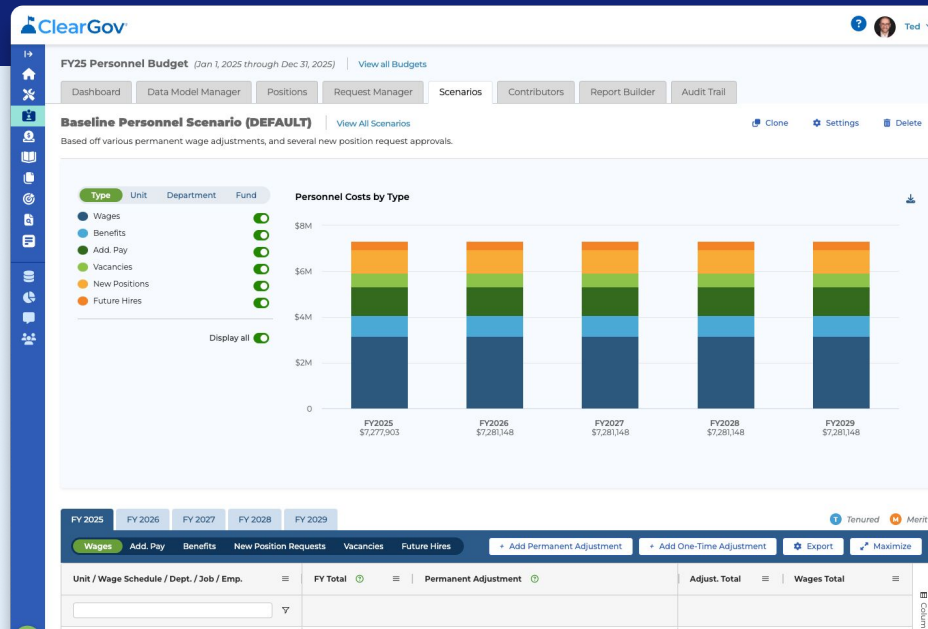 ClearGov
? Ted
FY25 Personnel Budget (Jan 1, 2025 through Dec 31, 2025) View all Budgets
Dashboard Data Model Manager Positions Request Manager Scenarios Contributors Report Builder Audit Trail
Baseline Personnel Scenario (DEFAULT) View All Scenarios Clone Settings Delete
Based off various permanent wage adjustments, and several new position request approvals.
Type Unit Department Fund
Personnel Costs by Type
Wages
Benefits
Add. Pay
Vacancies
New Positions
Future Hires
Display all
$8M
$6M
$4M
$2M
0
FY2025 FY2026 FY2027 FY2028 FY2029
$7,277,903 $7,281,148 $7,281,148 $7,281,148 $7,281,148
FY 2025 FY 2026 FY 2027 FY 2028 FY 2029 T Tenured M Merit
Wages Add. Pay Benefits New Position Requests Vacancies Future Hires + Add Permanent Adjustment + Add One-Time Adjustment Export Maximize
Unit / Wage Schedule / Dept. / Job / Emp. FY Total ? Permanent Adjustment ? Adjust. Total Wages Total
Colum